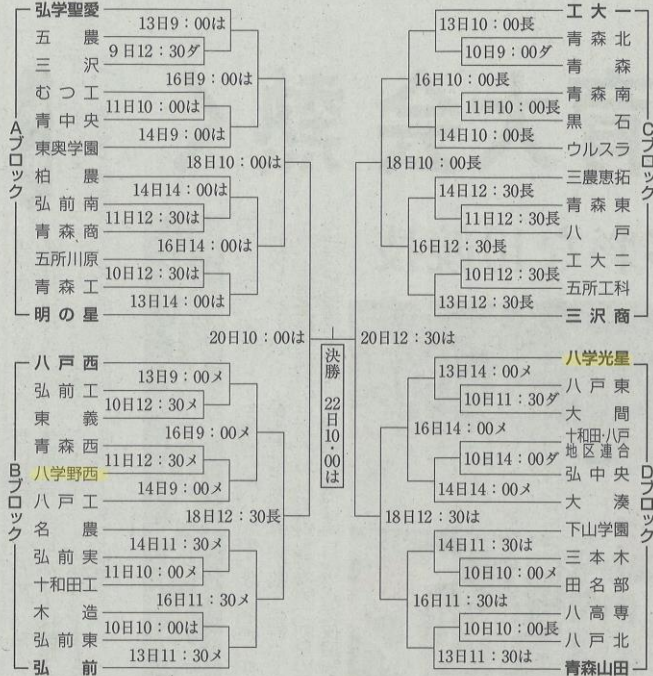 Aブロック
弘学聖愛
13日9：00は
五農
9日12：30ダ
三沢
16日9：00は
むつ工
11日10：00は
青中央
14日9：00は
東奥学園
18日10：00は
柏農
14日14：00は
弘前南
11日12：30は
青森商
16日14：00は
五所川原
10日12：30は
青森工
13日14：00は
明の星
20日10：00は
Bブロック
八戸西
13日9：00メ
弘前工
10日12：30メ
東義
16日9：00メ
青森西
11日12：30メ
八学野西
14日9：00メ
八戸工
18日12：30長
名農
14日11：30メ
弘前実
11日10：00メ
十和田工
16日11：30メ
木造
10日10：00は
弘前東
13日11：30メ
弘前
決勝　22日10・00は
Cブロック
工大一
13日10：00長
青森北
10日9：00ダ
青森
16日10：00長
青森南
11日10：00長
黒石
14日10：00長
ウルスラ
18日10：00長
三農恵拓
14日12：30長
青森東
11日12：30長
八戸
16日12：30長
工大二
10日12：30長
五所工科
13日12：30長
三沢商
20日12：30は
Dブロック
八学光星
13日14：00メ
八戸東
10日11：30ダ
大間
16日14：00メ
十和田・八戸
地区連合
10日14：00ダ
弘中央
14日14：00メ
大湊
18日12：30は
下山学園
14日11：30は
三本木
10日10：00メ
田名部
16日11：30は
八高専
10日10：00長
八戸北
13日11：30は
青森山田